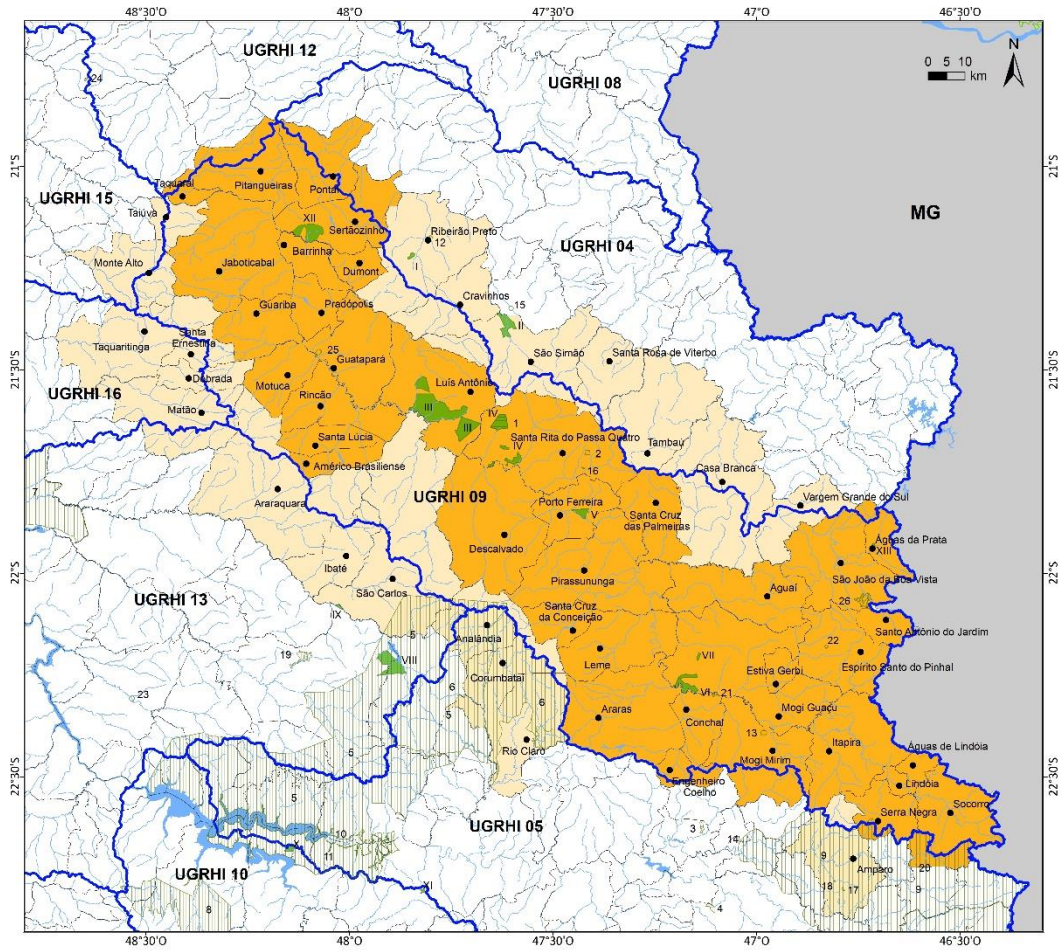 48°30'S
48°S
47°30'S
47°S
46°30'S
UGRHI 12
UGRHI 08
N
0 5 10
km
24
21°S
21°30'S
22°S
22°30'S
21°S
21°30'S
22°S
22°30'S
Taquaral
Pitangueiras
Pontal
UGRHI 15
Taiúva
XII
Sertãozinho
Ribeirão Preto
12
UGRHI 04
MG
Barrinha
I
Monte Alto
Jaboticabal
Dumont
Cravinhos
15
Guariba
Pradópolis
II
Taquaritinga
Santa
Ernestina
25
Guatapará
São Simão
Santa Rosa de Viterbo
UGRHI 16
Dobrada
Motuca
Luís Antônio
Matão
Rincão
III
III
IV
1
Santa Rita do Passa Quatro
Santa Lúcia
IV
2
Tambaú
Américo Brasiliense
16
Casa Branca
7
Araraquara
UGRHI 09
Porto Ferreira
V
Santa Cruz
das Palmeiras
Vargem Grande do Sul
Descalvado
Águas da Prata
XIII
Ibaté
Pirassununga
São João da Boa Vista
São Carlos
Aguaí
UGRHI 13
IX
Santa Cruz
da Conceição
26
5
Analândia
22
Santo Antônio do Jardim
19
VIII
Corumbataí
Leme
VII
Estiva Gerbi
Espírito Santo do Pinhal
23
6
5
6
VI
21
Mogi Guaçu
Araras
Conchal
13
5
Rio Claro
Mogi Mirim
Itapira
Águas de Lindóia
Engenheiro
Coelho
Lindóia
5
Serra Negra
Socorro
UGRHI 05
3
14
10
11
9
Amparo
20
UGRHI 10
XI
18
17
9
8
4
48°30'S
48°S
47°30'S
47°S
46°30'S